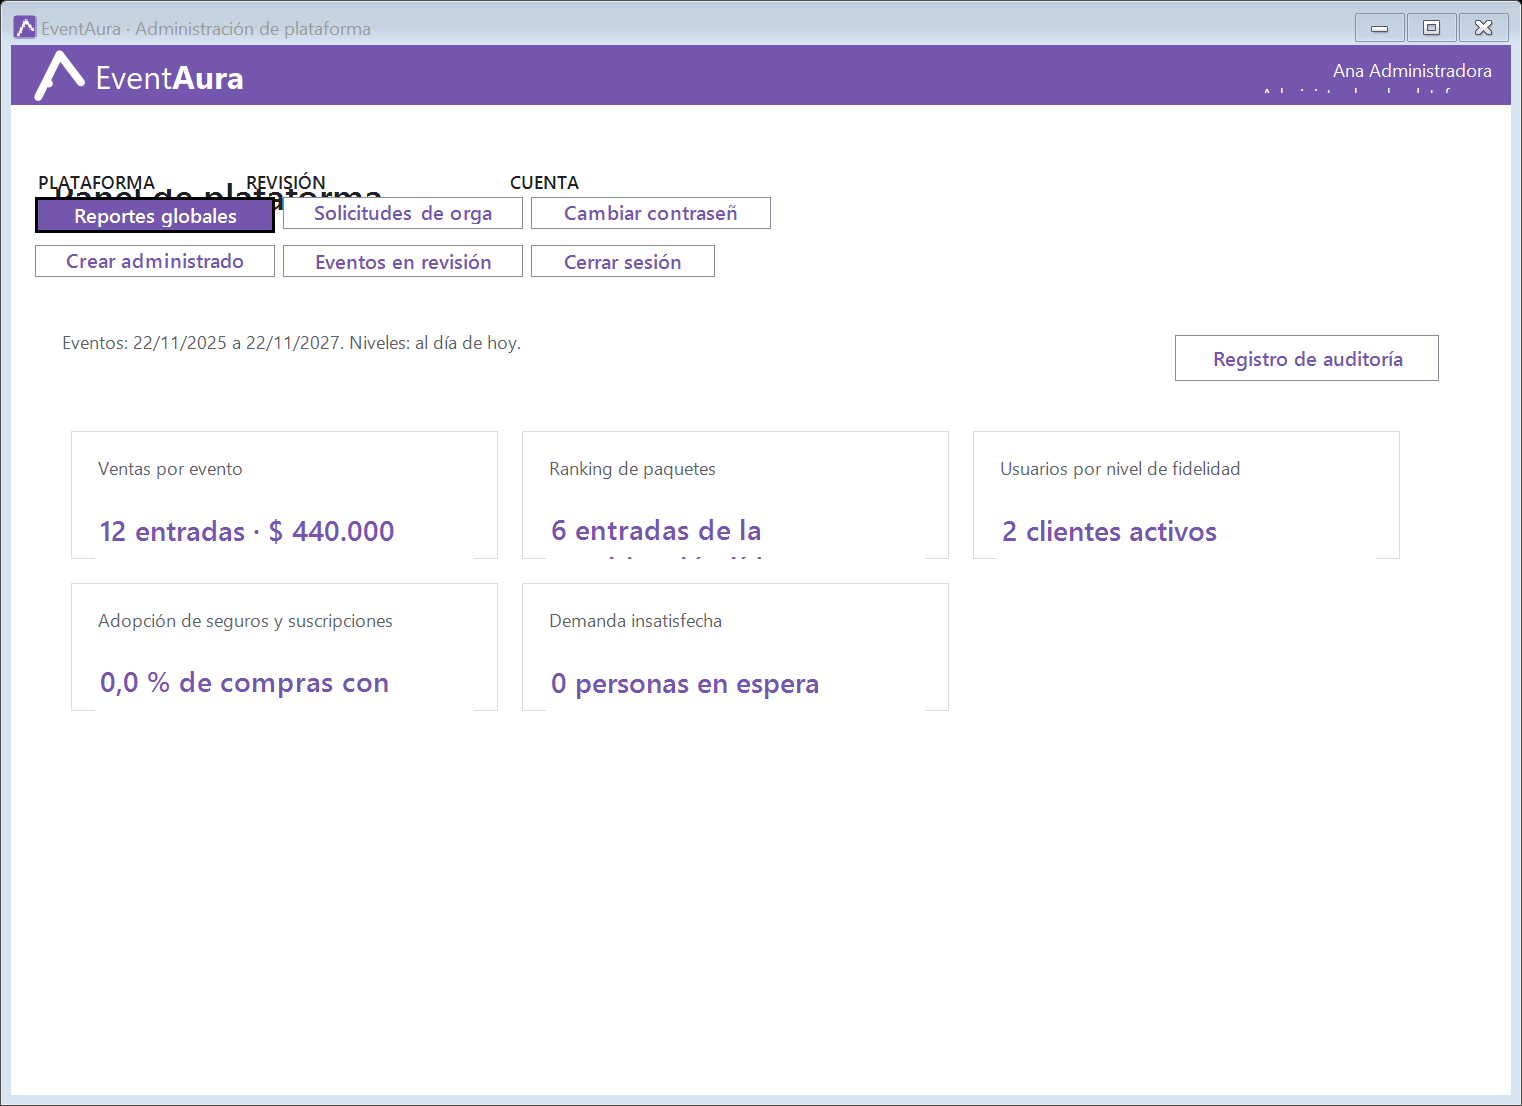 EventAura · Administración de plataforma
EventAura
Ana Administradora
PLATAFORMA
REVISIÓN
CUENTA
Panel de plataforma
Reportes globales
Solicitudes de orga
Cambiar contraseñ
Crear administrado
Eventos en revisión
Cerrar sesión
Eventos: 22/11/2025 a 22/11/2027. Niveles: al día de hoy.
Registro de auditoría
Ventas por evento
12 entradas · $ 440.000
Ranking de paquetes
6 entradas de la
Usuarios por nivel de fidelidad
2 clientes activos
Adopción de seguros y suscripciones
0,0 % de compras con
Demanda insatisfecha
0 personas en espera